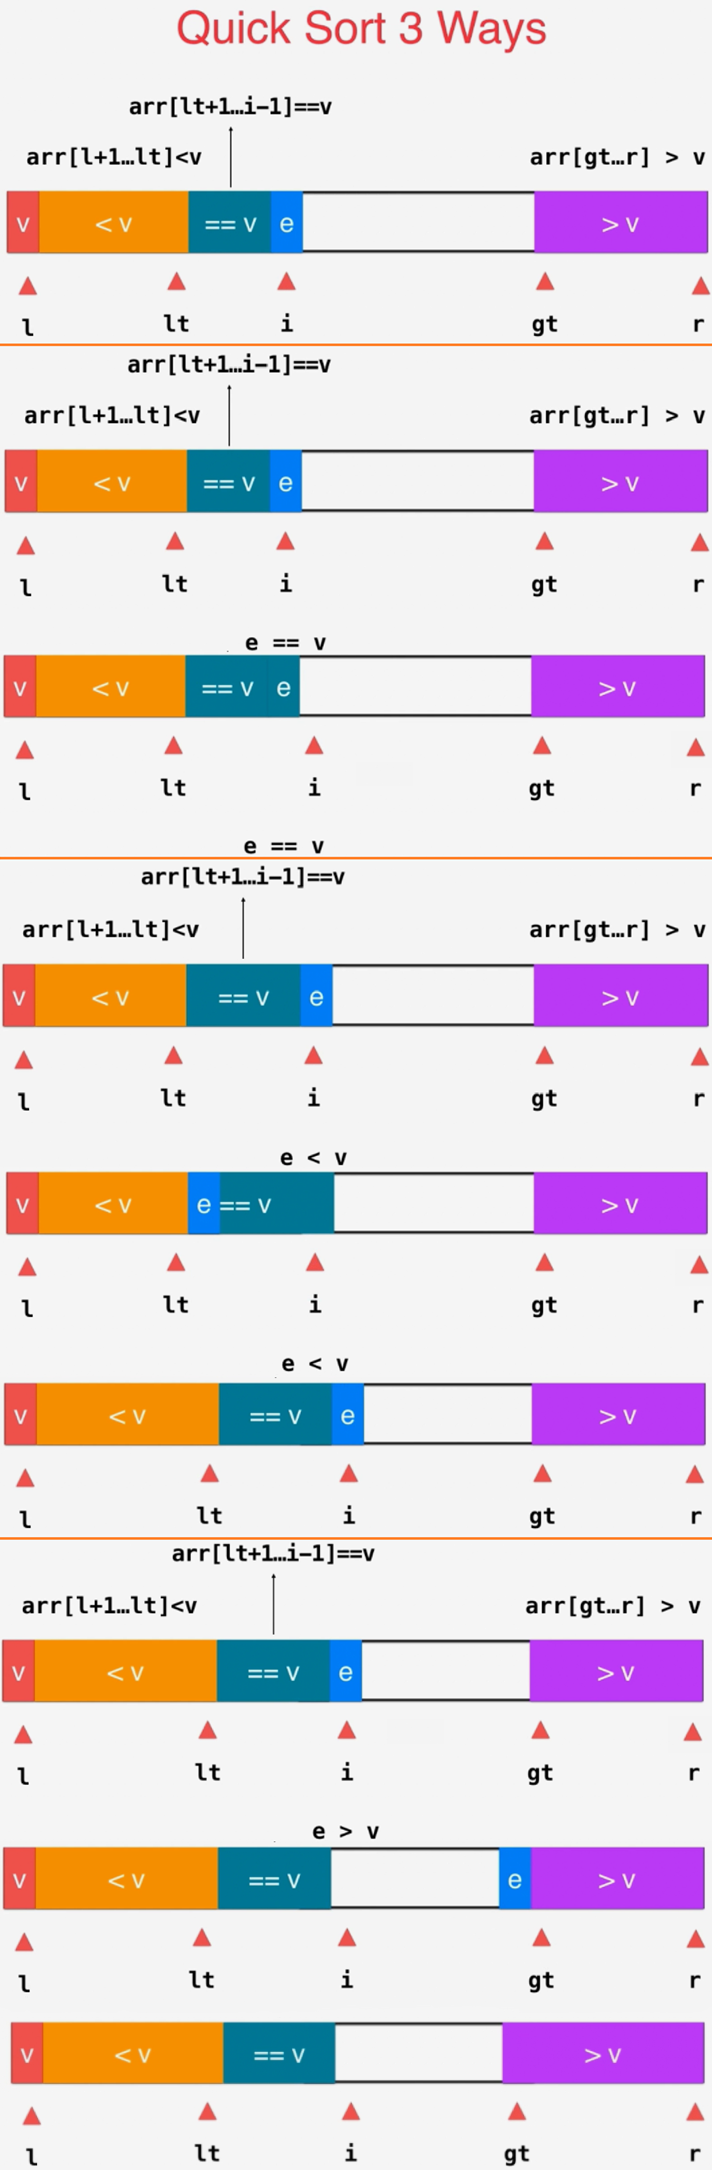 Quick Sort 3 Ways
arr[lt+1…i-1]==v
arr[l+1…lt]<v arr[gt…r] > v
v < v == v e > v
l lt i gt r
arr[lt+1…i-1]==v
arr[l+1…lt]<v arr[gt…r] > v
v < v == v e > v
l lt i gt r
e == v
v < v == v e > v
l lt i gt r
e == v
arr[lt+1…i-1]==v
arr[l+1…lt]<v arr[gt…r] > v
v < v == v e > v
l lt i gt r
e < v
v < v e == v > v
l lt i gt r
e < v
v < v == v e > v
l lt i gt r
arr[lt+1…i-1]==v
arr[l+1…lt]<v arr[gt…r] > v
v < v == v e > v
l lt i gt r
e > v
v < v == v e > v
l lt i gt r
v < v == v > v
l lt i gt r